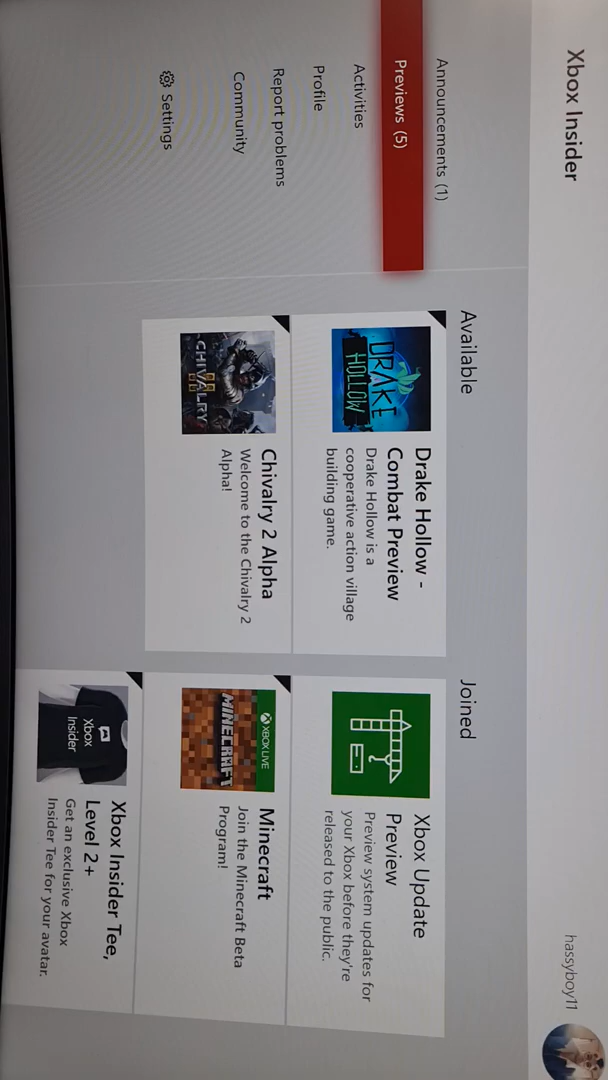 Xbox Insider
hassyboy11
Announcements (1)
Previews (5)
Activities
Profile
Report problems
Community
Settings
Available
DRAKE
HOLLOW
Drake Hollow -
Combat Preview
Drake Hollow is a
cooperative action village
building game.
CHIVALRY
II
Chivalry 2 Alpha
Welcome to the Chivalry 2
Alpha!
Joined
Xbox Update
Preview
Preview system updates for
your Xbox before they're
released to the public.
XBOX LIVE
MINECRAFT
Minecraft
Join the Minecraft Beta
Program!
Xbox
Insider
Xbox Insider Tee,
Level 2+
Get an exclusive Xbox
Insider Tee for your avatar.